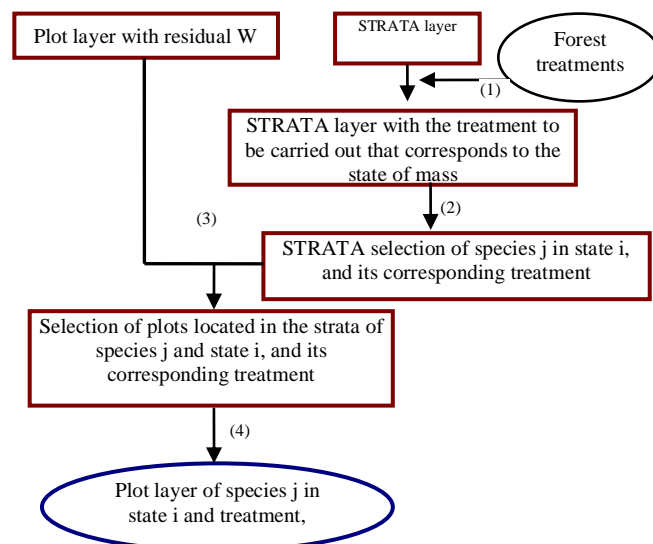 Plot layer with residual W
STRATA layer
Forest
treatments
(1)
STRATA layer with the treatment to
be carried out that corresponds to the
state of mass
(2)
(3)
STRATA selection of species j in state i,
and its corresponding treatment
Selection of plots located in the strata of
species j and state i, and its
corresponding treatment
(4)
Plot layer of species j in
state i and treatment,